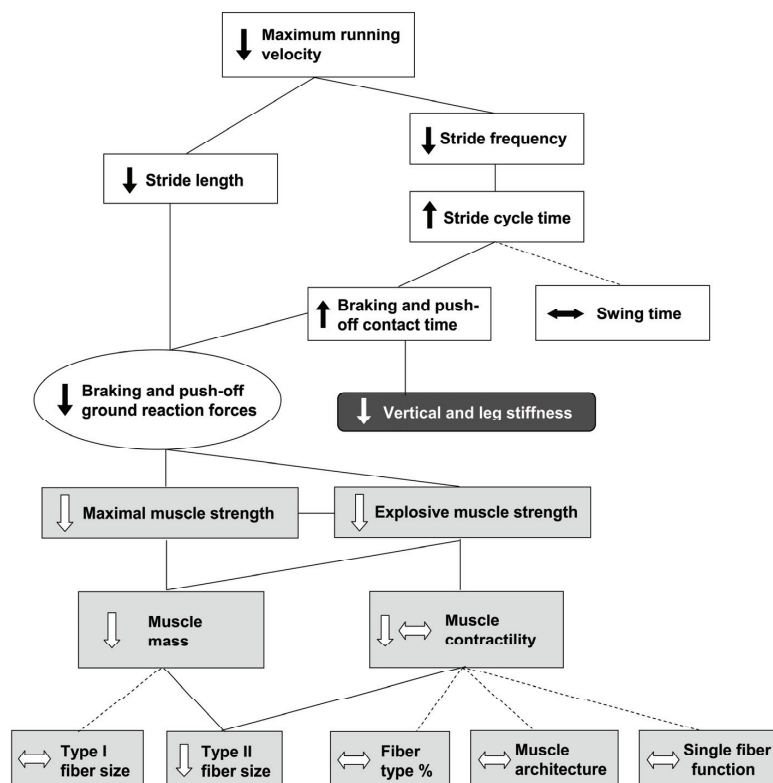 Maximum running
velocity
Stride frequency
Stride length
Stride cycle time
Braking and push-
off contact time
Swing time
Braking and push-off
ground reaction forces
Vertical and leg stiffness
Maximal muscle strength
Explosive muscle strength
Muscle
mass
Muscle
contractility
Type I
fiber size
Type II
fiber size
Fiber
type %
Muscle
architecture
Single fiber
function